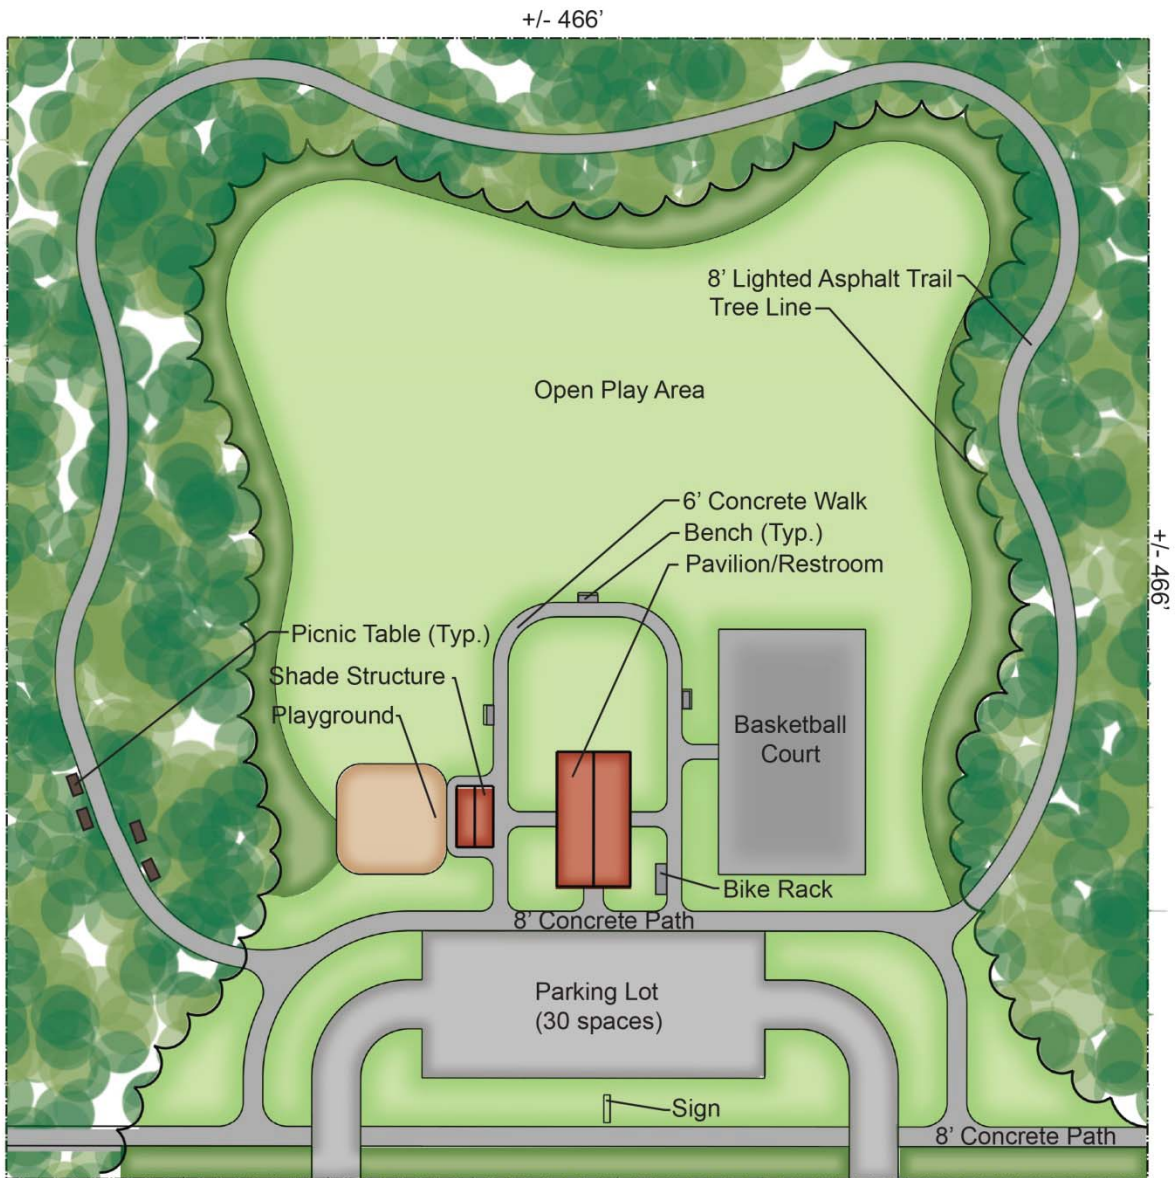 +/- 466’
8’ Lighted Asphalt Trail
Tree Line
Open Play Area
6’ Concrete Walk
Bench (Typ.)
Pavilion/Restroom
+/- 466’
Picnic Table (Typ.)
Shade Structure
Playground
Basketball
Court
Bike Rack
8’ Concrete Path
Parking Lot
(30 spaces)
Sign
8’ Concrete Path